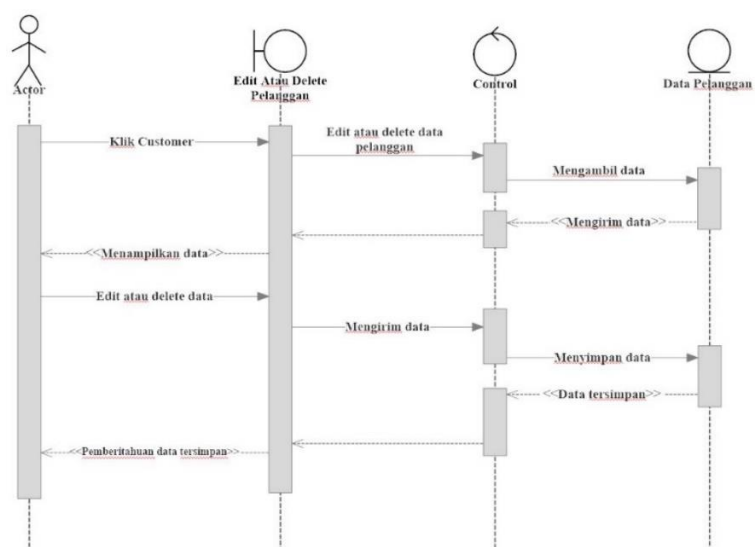 Actor
Edit Atau Delete
Pelanggan
Control
Data Pelanggan
Klik Customer
Edit atau delete data
pelanggan
Mengambil data
<<Mengirim data>>
<<Menampilkan data>>
Edit atau delete data
Mengirim data
Menyimpan data
<<Data tersimpan>>
<<Pemberitahuan data tersimpan>>